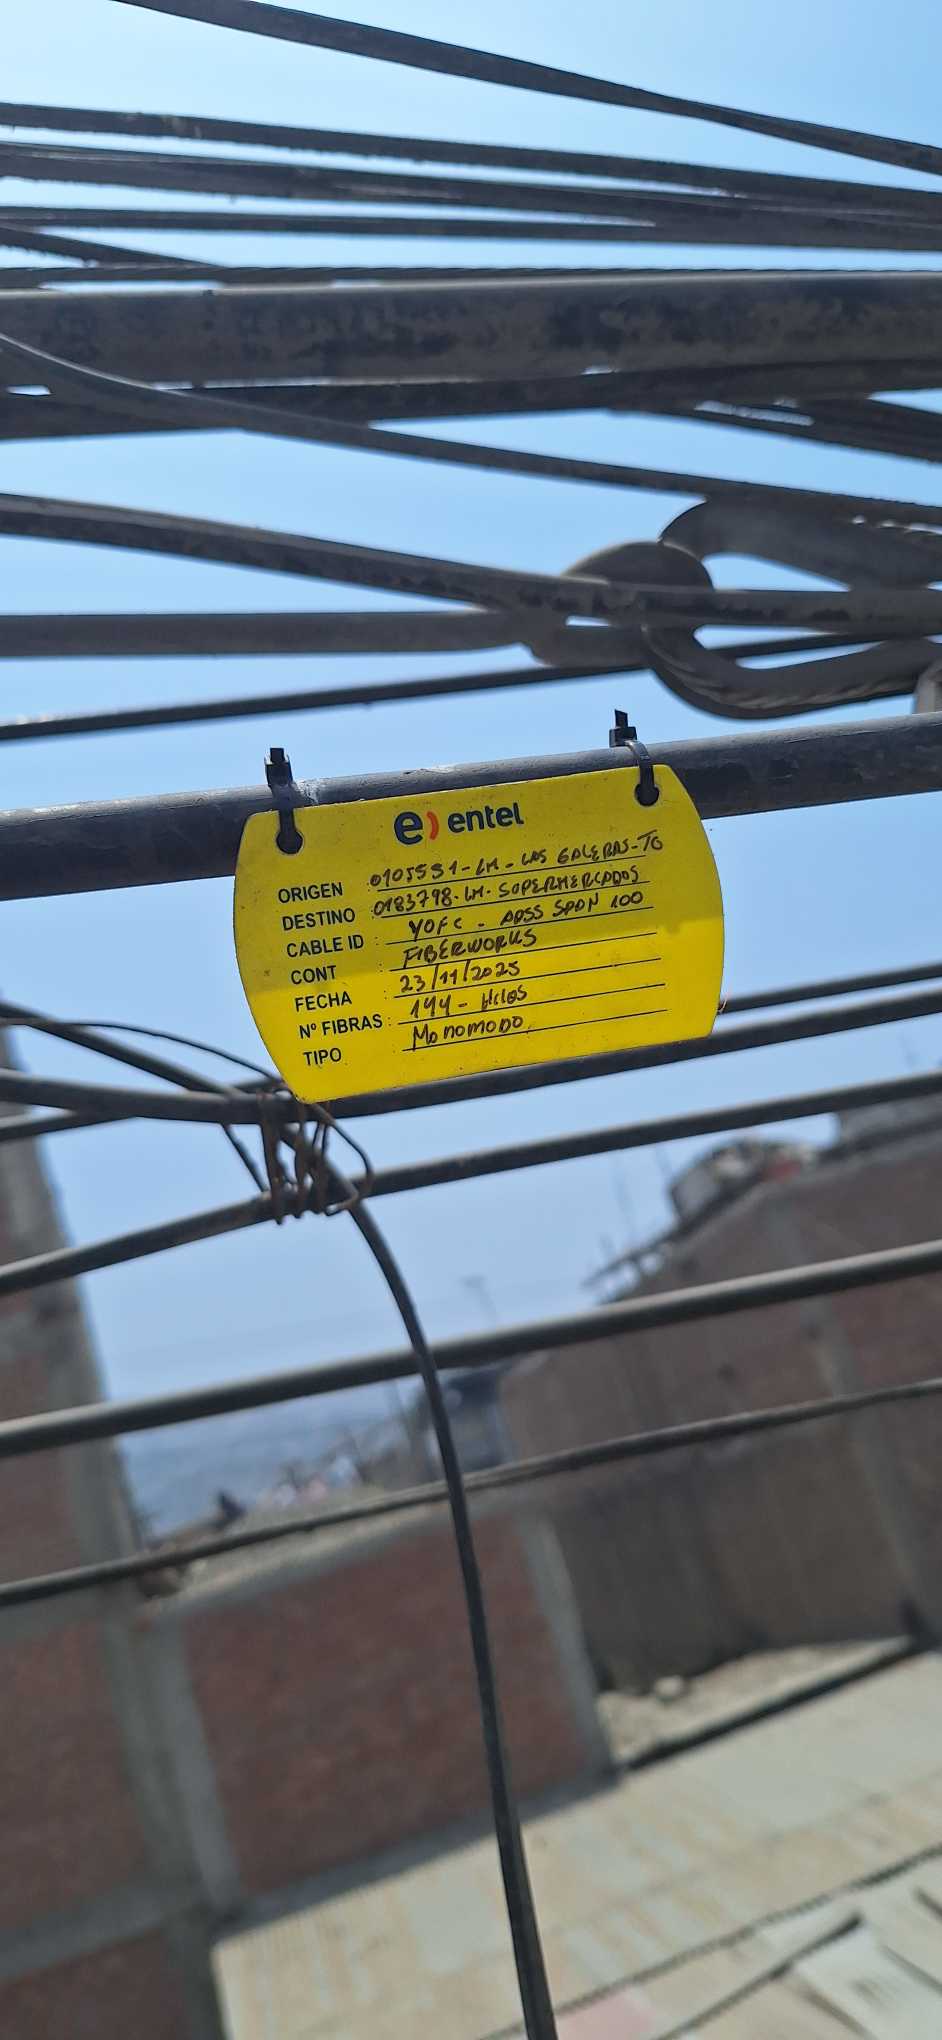 e) entel
ORIGEN : 0105551-LM-LAS GALERAS-TG
DESTINO : 0183798-LM-SUPERMERCADOS
CABLE ID : YOFC - ADSS SPAN 100
CONT : FIBERWORKS
FECHA : 23/11/2025
Nº FIBRAS : 144 - Hilos
TIPO : MONOMODO